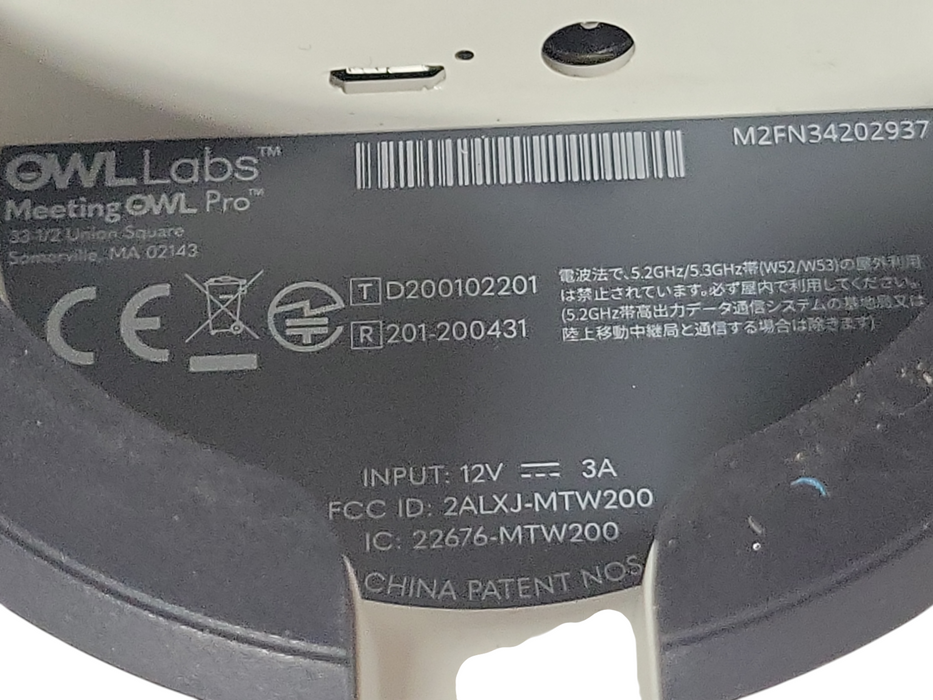 OWL Labs™
M2FN34202937
Meeting OWL Pro™
33-1/2 Union Square
Somerville, MA 02143
CE
T D200102201
R 201-200431
電波法で、5.2GHz/5.3GHz帯(W52/W53)の屋外利用
は禁止されています。必ず屋内で利用してください。
(5.2GHz帯高出力データ通信システムの基地局又は
陸上移動中継局と通信する場合は除きます)
INPUT: 12V ⎓ 3A
FCC ID: 2ALXJ-MTW200
IC: 22676-MTW200
CHINA PATENT NOS